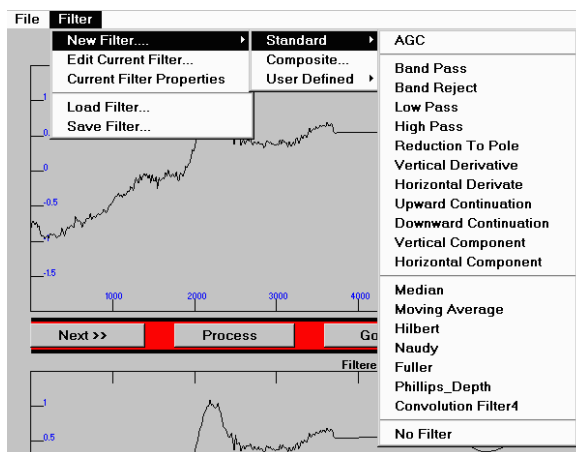 File Filter
New Filter.... Standard AGC
Edit Current Filter... Composite...
Current Filter Properties User Defined
Load Filter...
Save Filter...
Band Pass
Band Reject
Low Pass
High Pass
Reduction To Pole
Vertical Derivative
Horizontal Derivate
Upward Continuation
Downward Continuation
Vertical Component
Horizontal Component
Median
Moving Average
Hilbert
Naudy
Fuller
Phillips_Depth
Convolution Filter4
No Filter
1
0.
0
-0.5
-1
-1.5
1000 2000 3000 4000
Next >> Process Go
Filtere
1
0.5